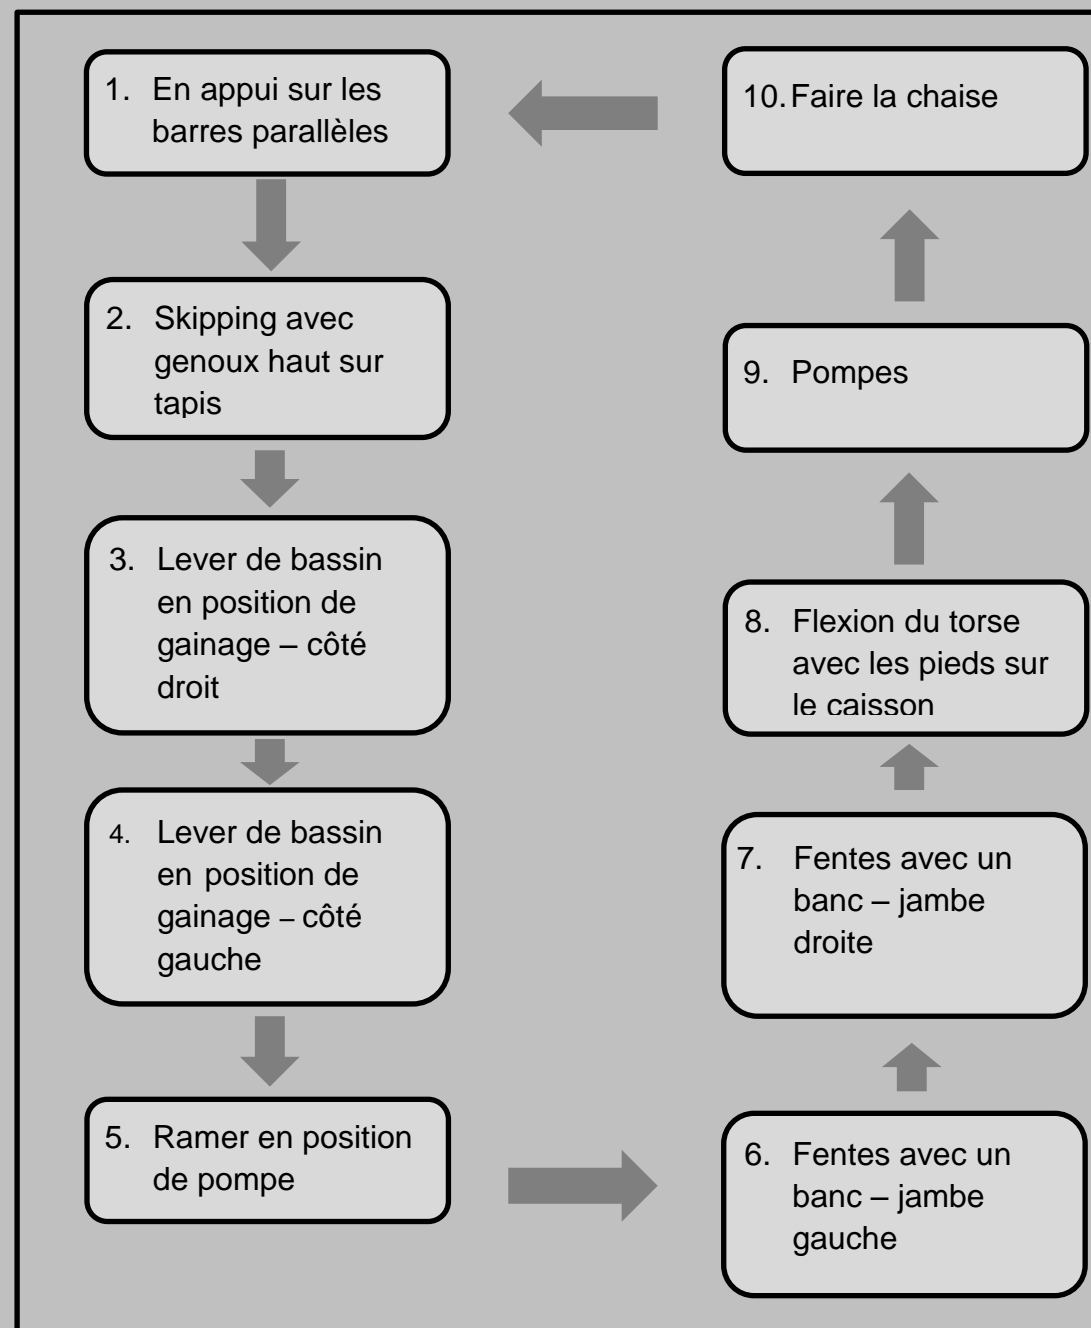 1. En appui sur les
barres parallèles
2. Skipping avec
genoux haut sur
tapis
3. Lever de bassin
en position de
gainage – côté
droit
4. Lever de bassin
en position de
gainage – côté
gauche
5. Ramer en position
de pompe
6. Fentes avec un
banc – jambe
gauche
7. Fentes avec un
banc – jambe
droite
8. Flexion du torse
avec les pieds sur
le caisson
9. Pompes
10. Faire la chaise